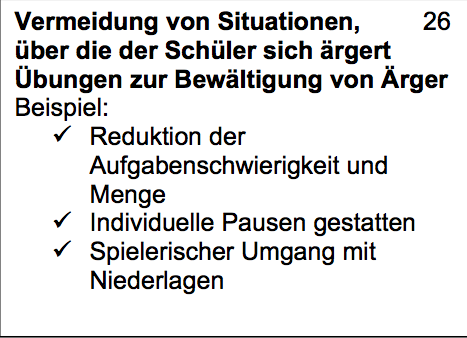 Vermeidung von Situationen, 26
über die der Schüler sich ärgert
Übungen zur Bewältigung von Ärger
Beispiel:
✓ Reduktion der
Aufgabenschwierigkeit und
Menge
✓ Individuelle Pausen gestatten
✓ Spielerischer Umgang mit
Niederlagen